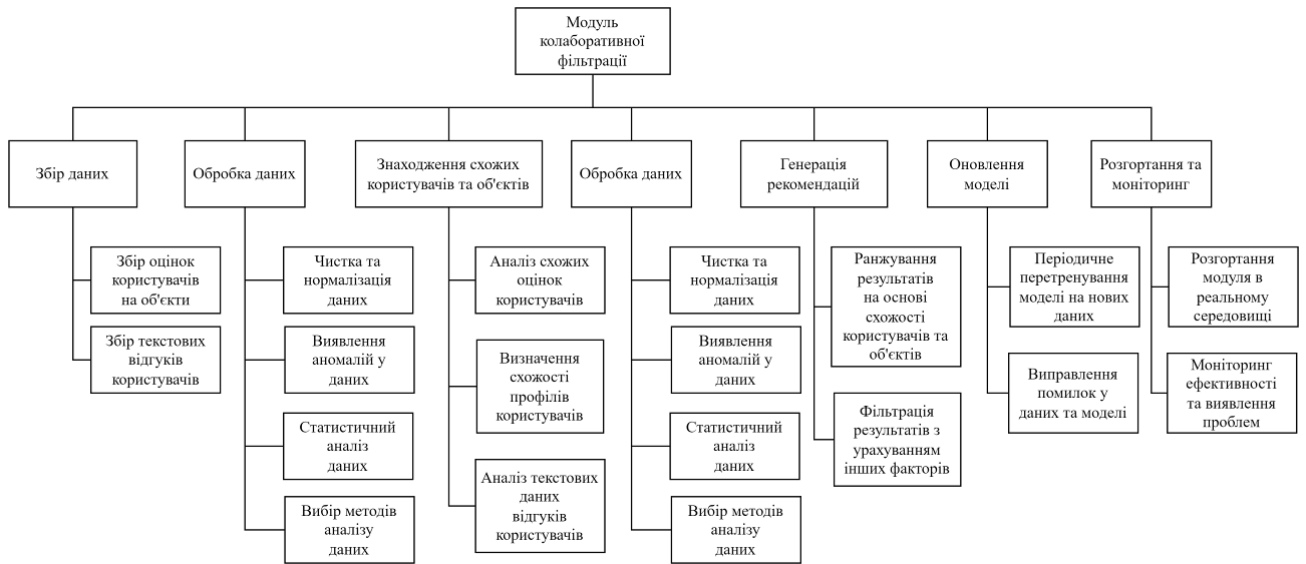 Модуль
колаборативної
фільтрації
Збір даних
Обробка даних
Знаходження схожих
користувачів та об'єктів
Обробка даних
Генерація
рекомендацій
Оновлення
моделі
Розгортання та
моніторинг
Збір оцінок
користувачів
на об'єкти
Збір текстових
відгуків
користувачів
Чистка та
нормалізація
даних
Виявлення
аномалій у
даних
Статистичний
аналіз
даних
Вибір методів
аналізу
даних
Аналіз схожих
оцінок
користувачів
Визначення
схожості
профілів
користувачів
Аналіз текстових
даних
відгуків
користувачів
Чистка та
нормалізація
даних
Виявлення
аномалій у
даних
Статистичний
аналіз
даних
Вибір методів
аналізу
даних
Ранжування
результатів
на основі
схожості
користувачів та
об'єктів
Фільтрація
результатів з
урахуванням
інших факторів
Періодичне
перетренування
моделі на нових
даних
Виправлення
помилок у
даних та моделі
Розгортання
модуля в
реальному
середовищі
Моніторинг
ефективності
та виявлення
проблем